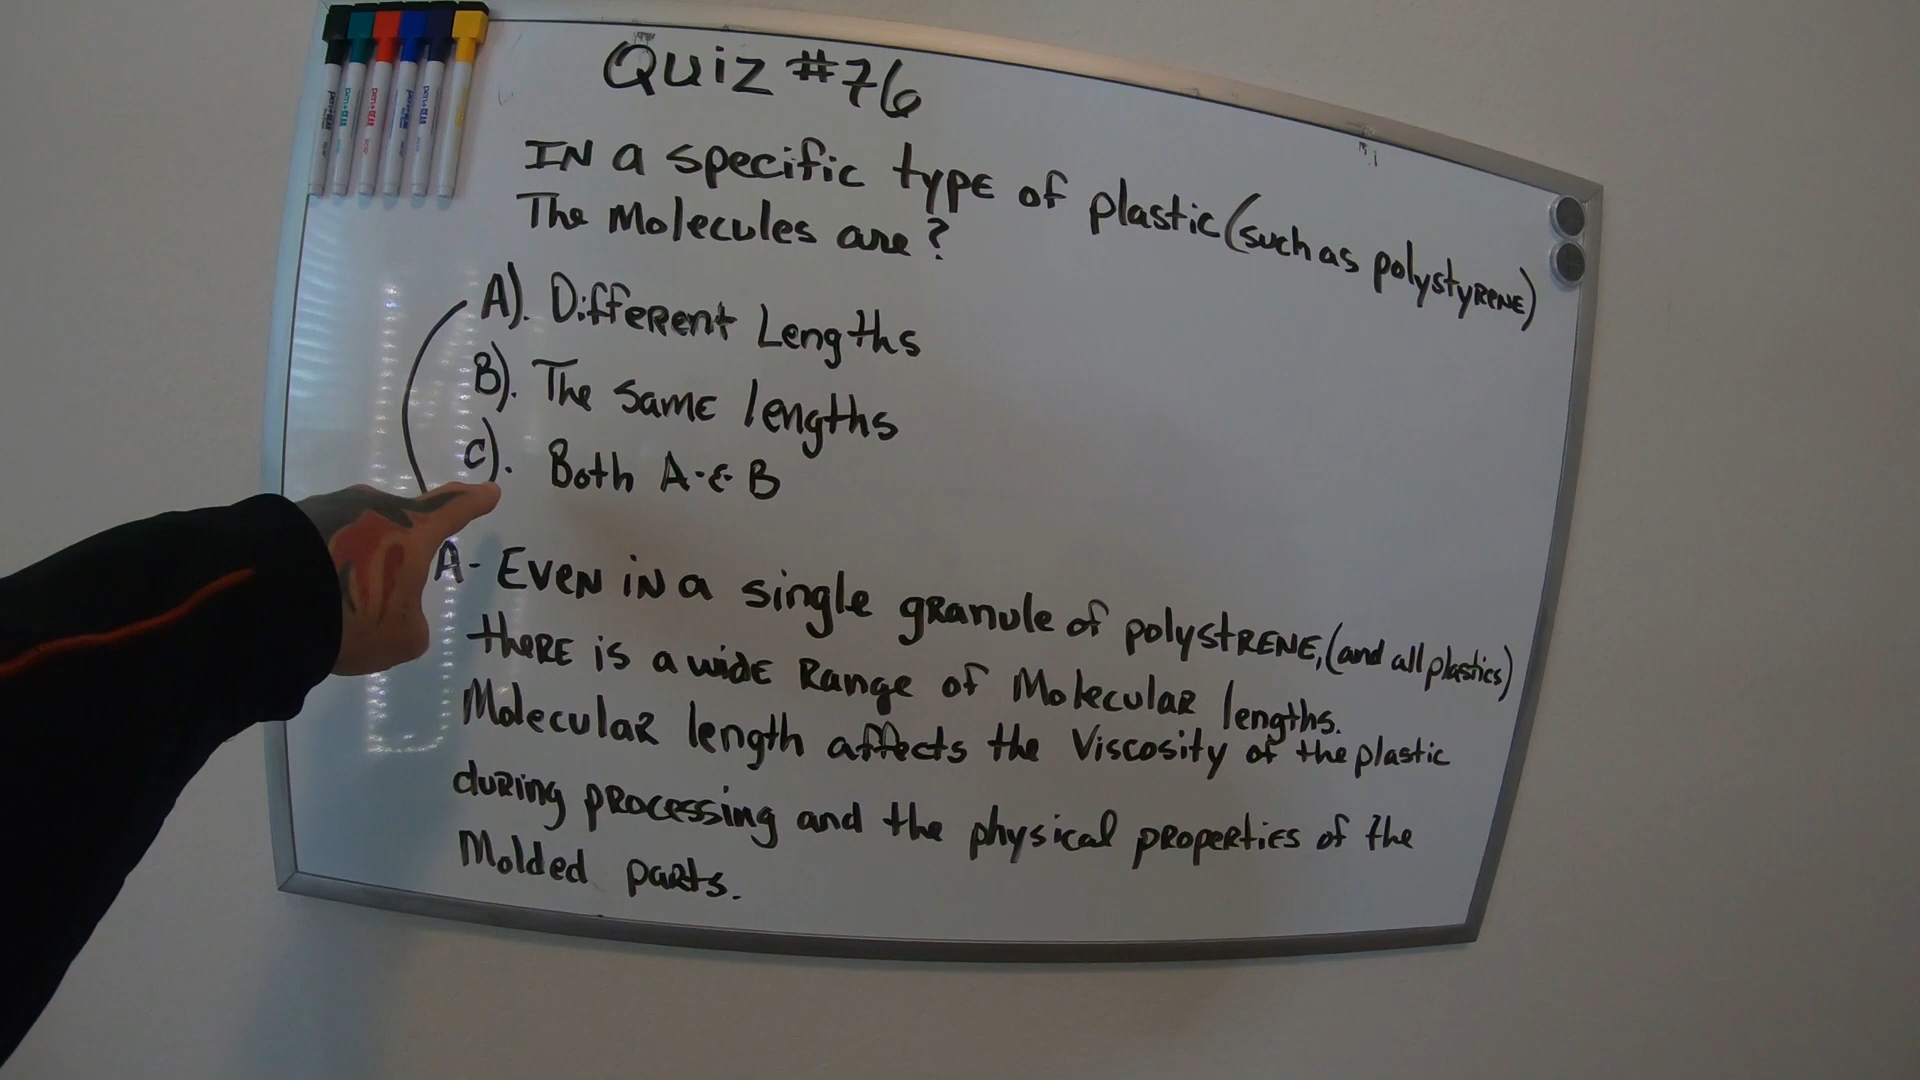 Quiz #76
IN a specific type of plastic (such as polystyrene)
The Molecules are?
A). Different Lengths
B). The same lengths
C). Both A & B
A- Even in a single granule of polystrene, (and all plastics)
there is a wide Range of Molecular lengths.
Molecular length affects the Viscosity of the plastic
during processing and the physical properties of the
Molded parts.